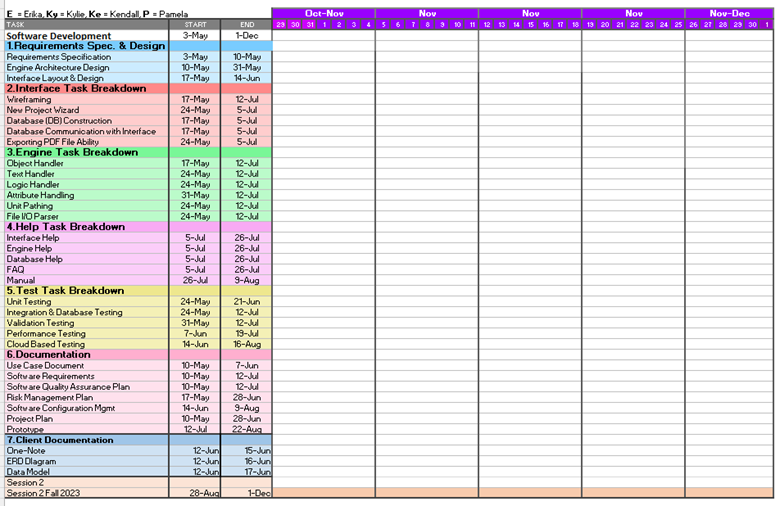 E = Erika, Ky = Kylie, Ke = Kendall, P = Pamela Oct-Nov Nov Nov Nov Nov-Dec
TASK START END 29 30 31 1 2 3 4 5 6 7 8 9 10 11 12 13 14 15 16 17 18 19 20 21 22 23 24 25 26 27 28 29 30 1
Software Development 3-May 1-Dec
1.Requirements Spec. & Design
Requirements Specification 3-May 10-May
Engine Architecture Design 10-May 31-May
Interface Layout & Design 17-May 14-Jun
2.Interface Task Breakdown
Wireframing 17-May 12-Jul
New Project Wizard 24-May 5-Jul
Database (DB) Construction 17-May 5-Jul
Database Communication with Interface 17-May 5-Jul
Exporting PDF File Ability 24-May 5-Jul
3.Engine Task Breakdown
Object Handler 17-May 12-Jul
Text Handler 24-May 12-Jul
Logic Handler 24-May 12-Jul
Attribute Handling 31-May 12-Jul
Unit Pathing 24-May 12-Jul
File I/O Parser 24-May 12-Jul
4.Help Task Breakdown
Interface Help 5-Jul 26-Jul
Engine Help 5-Jul 26-Jul
Database Help 5-Jul 26-Jul
FAQ 5-Jul 26-Jul
Manual 26-Jul 9-Aug
5.Test Task Breakdown
Unit Testing 24-May 21-Jun
Integration & Database Testing 24-May 12-Jul
Validation Testing 31-May 12-Jul
Performance Testing 7-Jun 19-Jul
Cloud Based Testing 14-Jun 16-Aug
6.Documentation
Use Case Document 10-May 7-Jun
Software Requirements 10-May 12-Jul
Software Quality Assurance Plan 10-May 12-Jul
Risk Management Plan 17-May 28-Jun
Software Configuration Mgmt 14-Jun 9-Aug
Project Plan 10-May 28-Jun
Prototype 12-Jul 22-Aug
7.Client Documentation
One-Note 12-Jun 15-Jun
ERD Diagram 12-Jun 16-Jun
Data Model 12-Jun 17-Jun
Session 2
Session 2 Fall 2023 28-Aug 1-Dec